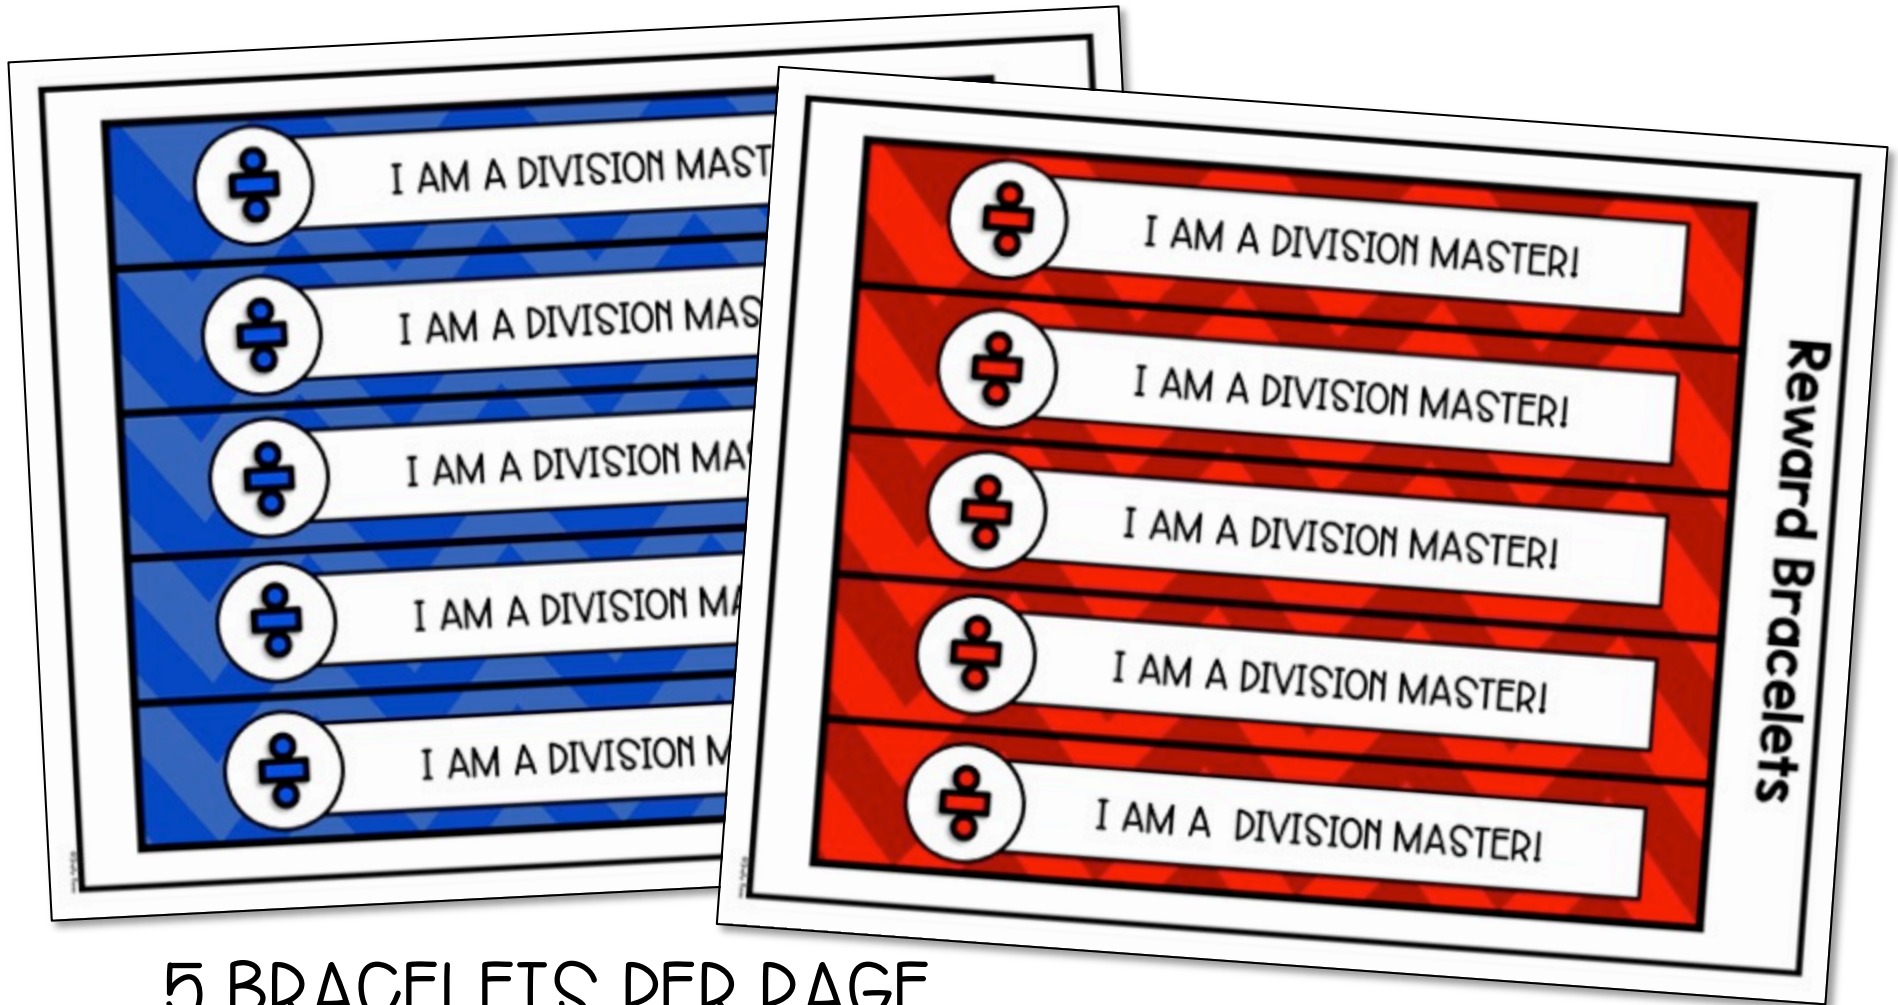 I AM A DIVISION MAST
I AM A DIVISION MAS
I AM A DIVISION MA
I AM A DIVISION MA
I AM A DIVISION M
I AM A DIVISION MASTER!
I AM A DIVISION MASTER!
I AM A DIVISION MASTER!
I AM A DIVISION MASTER!
I AM A DIVISION MASTER!
Reward Bracelets
5 BRACELETS PER PAGE